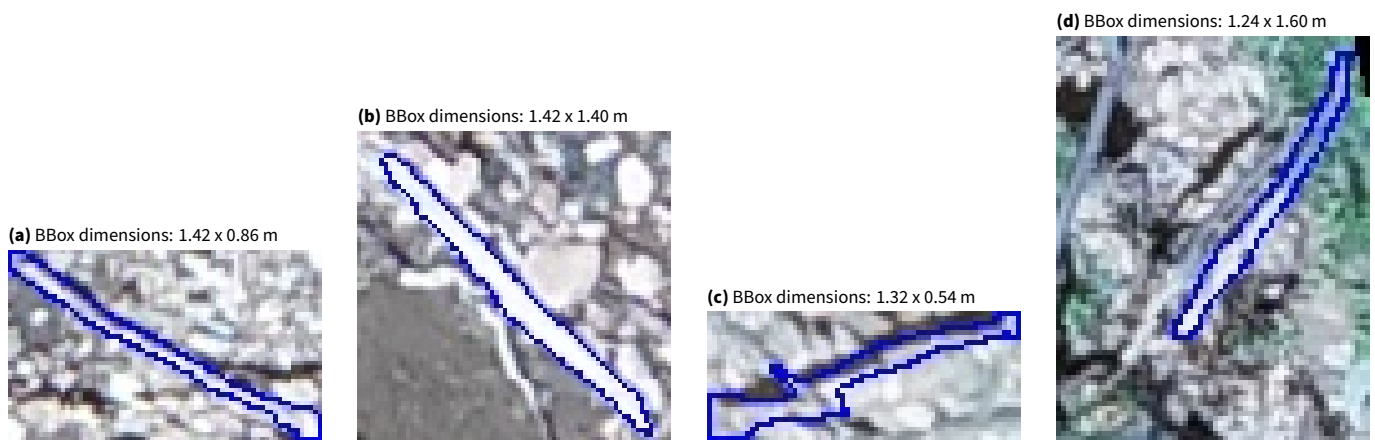 (a) BBox dimensions: 1.42 x 0.86 m
(b) BBox dimensions: 1.42 x 1.40 m
(c) BBox dimensions: 1.32 x 0.54 m
(d) BBox dimensions: 1.24 x 1.60 m